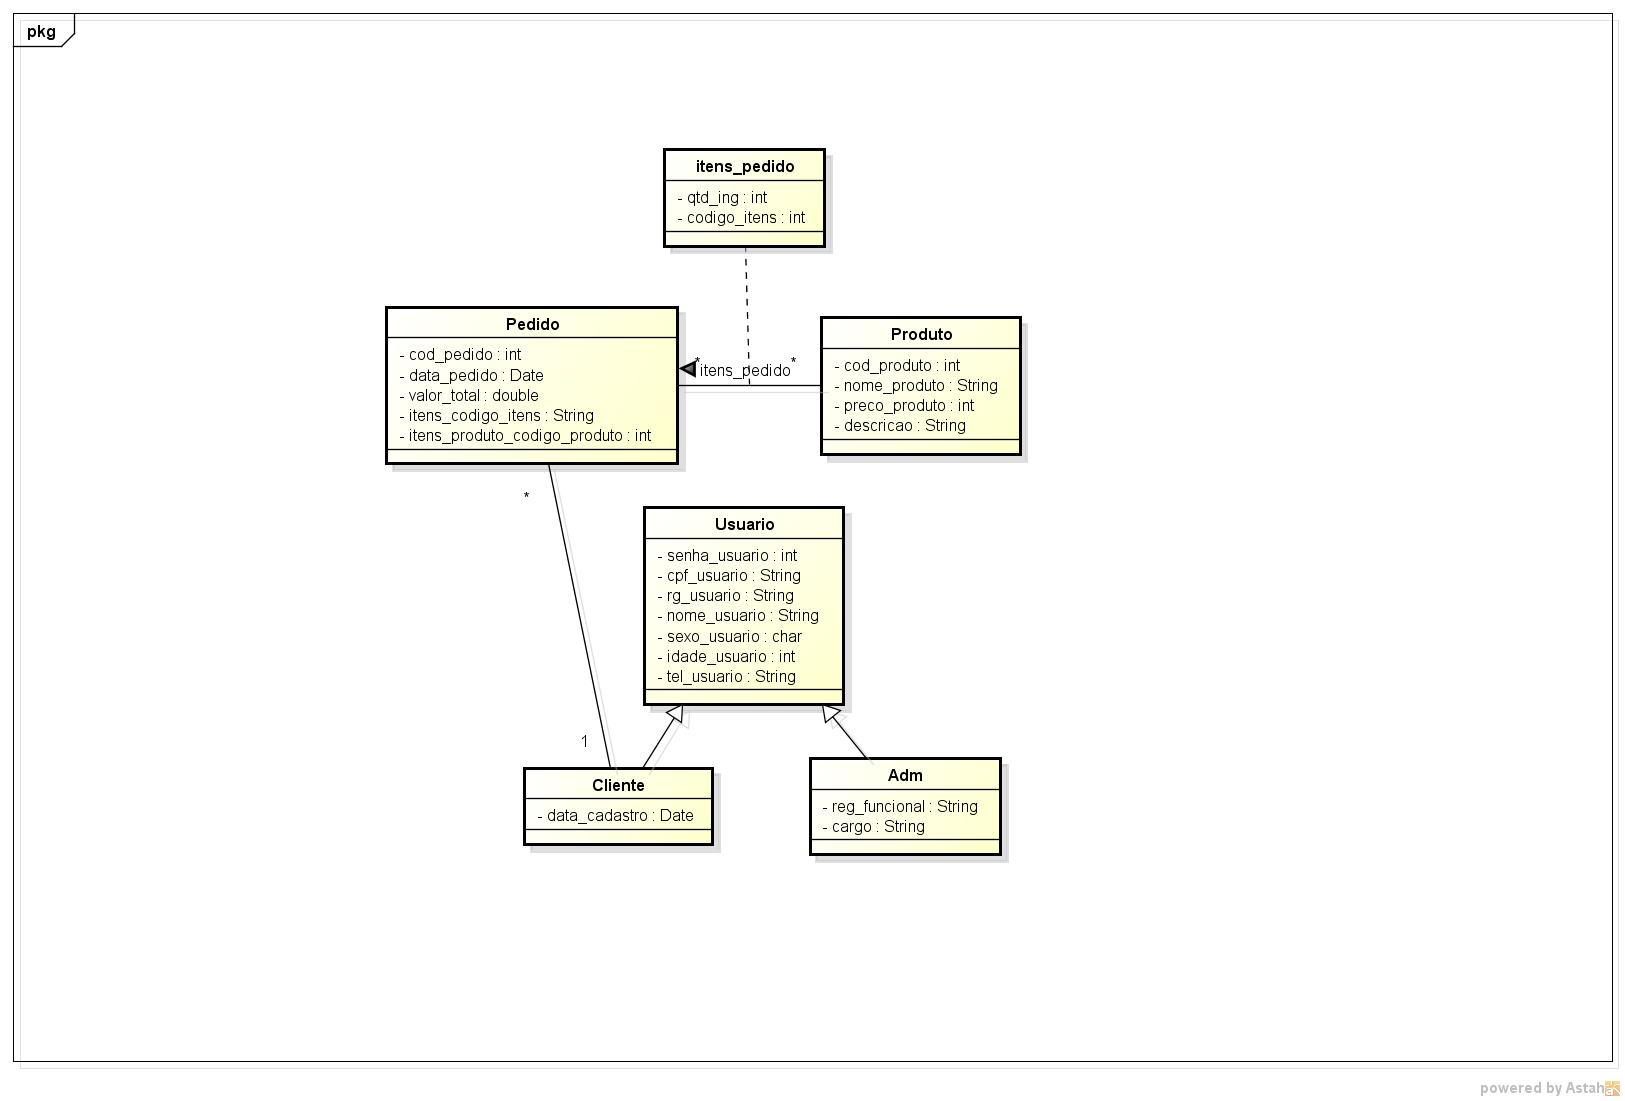 pkg
itens_pedido
- qtd_ing : int
- codigo_itens : int
Pedido
- cod_pedido : int
- data_pedido : Date
- valor_total : double
- itens_codigo_itens : String
- itens_produto_codigo_produto : int
* itens_pedido *
Produto
- cod_produto : int
- nome_produto : String
- preco_produto : int
- descricao : String
*
1
Usuario
- senha_usuario : int
- cpf_usuario : String
- rg_usuario : String
- nome_usuario : String
- sexo_usuario : char
- idade_usuario : int
- tel_usuario : String
Cliente
- data_cadastro : Date
Adm
- reg_funcional : String
- cargo : String
powered by Astah